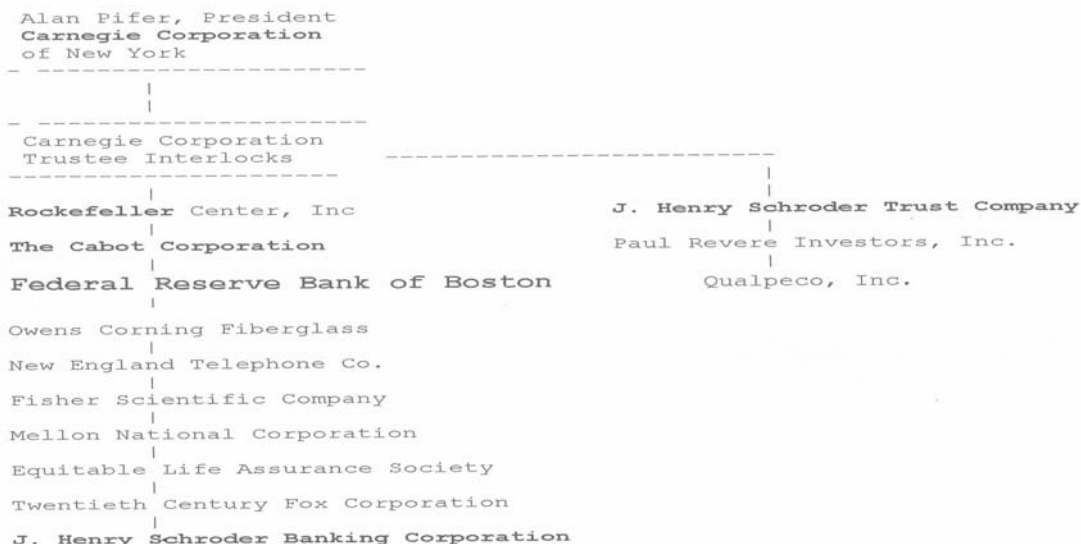 Alan Pifer, President
Carnegie Corporation
of New York
Carnegie Corporation
Trustee Interlocks
Rockefeller Center, Inc
The Cabot Corporation
Federal Reserve Bank of Boston
Owens Corning Fiberglass
New England Telephone Co.
Fisher Scientific Company
Mellon National Corporation
Equitable Life Assurance Society
Twentieth Century Fox Corporation
J. Henry Schroder Banking Corporation
J. Henry Schroder Trust Company
Paul Revere Investors, Inc.
Qualpeco, Inc.